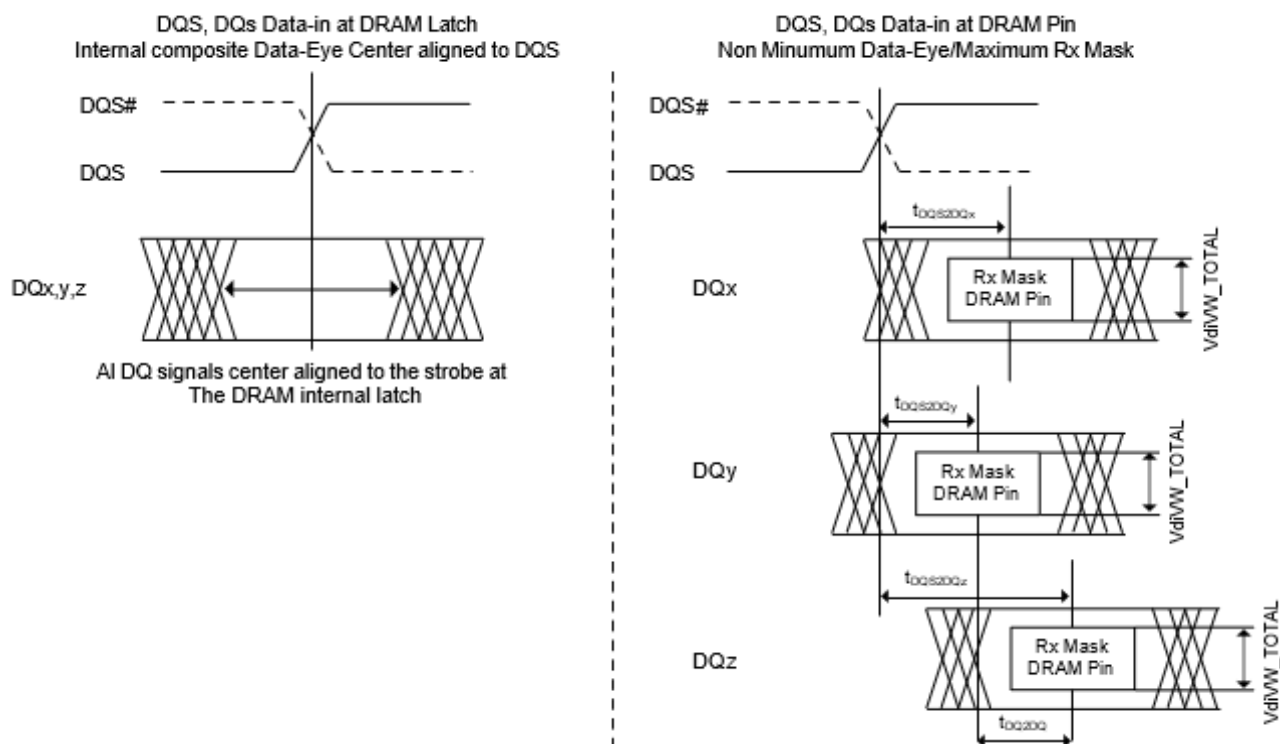 DQS, DQs Data-in at DRAM Latch
Internal composite Data-Eye Center aligned to DQS
DQS#
DQS
DQx,y,z
Al DQ signals center aligned to the strobe at
The DRAM internal latch
DQS, DQs Data-in at DRAM Pin
Non Minumum Data-Eye/Maximum Rx Mask
DQS#
DQS
tDQS2DQx
DQx
Rx Mask
DRAM Pin
VdiVW_TOTAL
tDQS2DQy
DQy
Rx Mask
DRAM Pin
VdiVW_TOTAL
tDQS2DQz
DQz
Rx Mask
DRAM Pin
VdiVW_TOTAL
tDQ2DQ